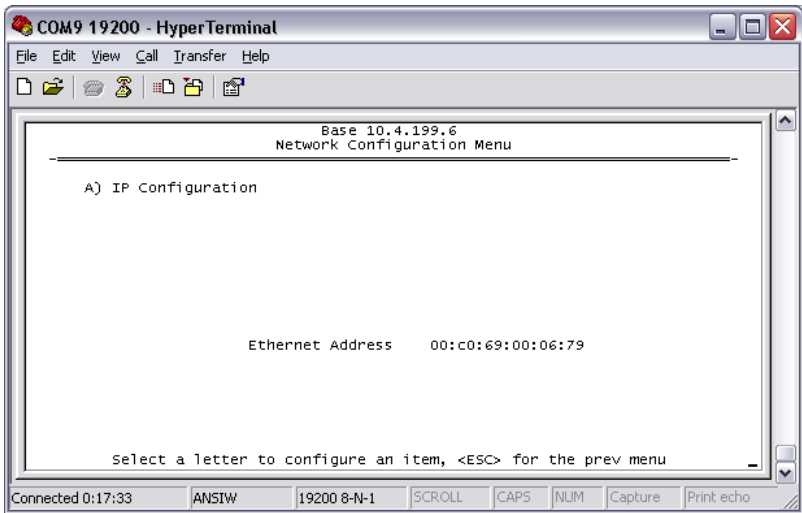 COM9 19200 - HyperTerminal
File Edit View Call Transfer Help
Base 10.4.199.6
Network Configuration Menu
A) IP Configuration
Ethernet Address 00:C0:69:00:06:79
Select a letter to configure an item, <ESC> for the prev menu
Connected 0:17:33 ANSIW 19200 8-N-1 SCROLL CAPS NUM Capture Print echo